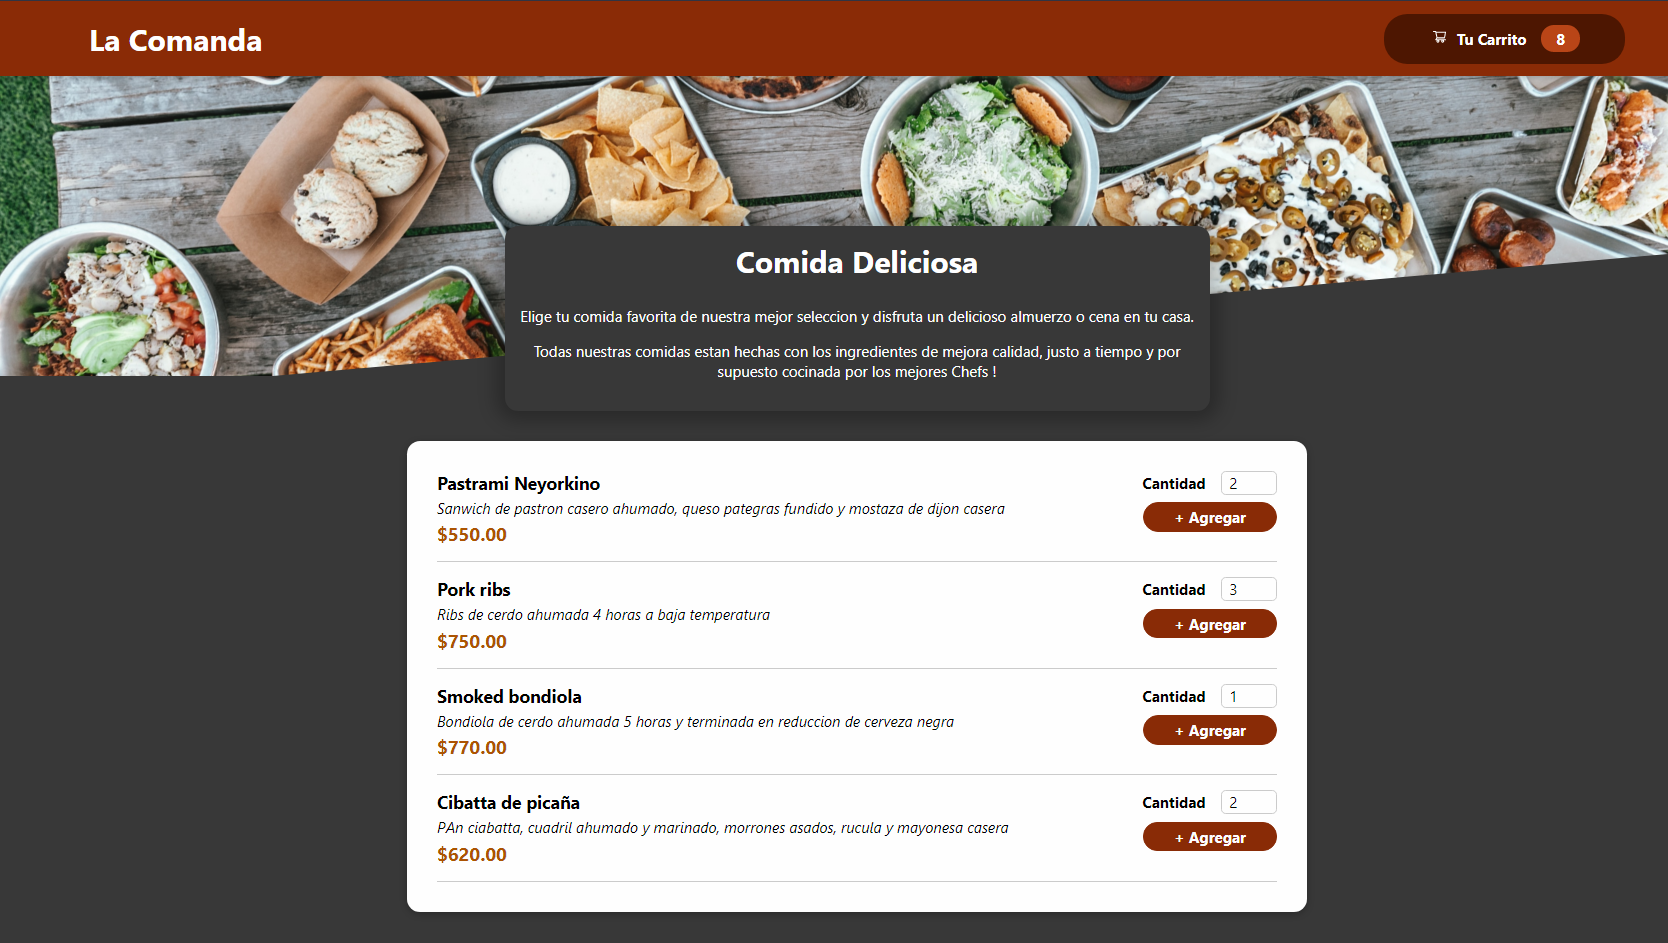 La Comanda
Tu Carrito 8
Comida Deliciosa
Elige tu comida favorita de nuestra mejor seleccion y disfruta un delicioso almuerzo o cena en tu casa.
Todas nuestras comidas estan hechas con los ingredientes de mejora calidad, justo a tiempo y por
supuesto cocinada por los mejores Chefs !
Pastrami Neyorkino
Sanwich de pastron casero ahumado, queso pategras fundido y mostaza de dijon casera
$550.00
Cantidad 2
+ Agregar
Pork ribs
Ribs de cerdo ahumada 4 horas a baja temperatura
$750.00
Cantidad 3
+ Agregar
Smoked bondiola
Bondiola de cerdo ahumada 5 horas y terminada en reduccion de cerveza negra
$770.00
Cantidad 1
+ Agregar
Cibatta de picaña
PAn ciabatta, cuadril ahumado y marinado, morrones asados, rucula y mayonesa casera
$620.00
Cantidad 2
+ Agregar